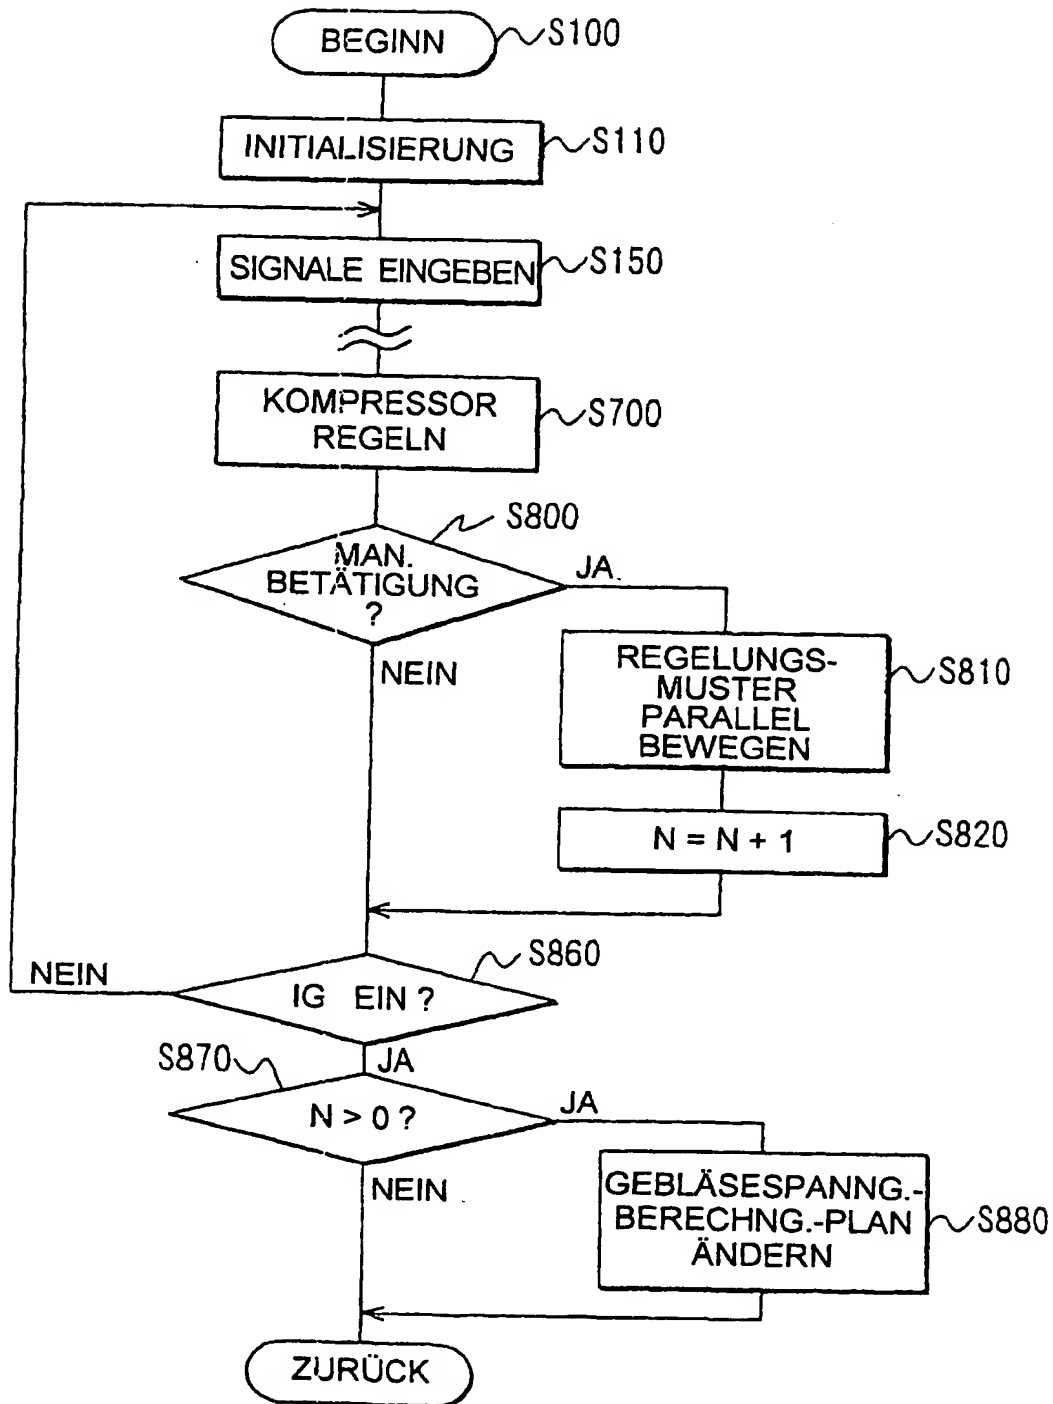 BEGINN
S100
INITIALISIERUNG
S110
SIGNALE EINGEBEN
S150
KOMPRESSOR
REGELN
S700
S800
MAN.
BETÄTIGUNG
?
JA
NEIN
REGELUNGS-
MUSTER
PARALLEL
BEWEGEN
S810
N = N + 1
S820
S860
NEIN
IG EIN ?
JA
S870
N > 0 ?
JA
NEIN
GEBLÄSESPANNG.-
BERECHNG.-PLAN
ÄNDERN
S880
ZURÜCK